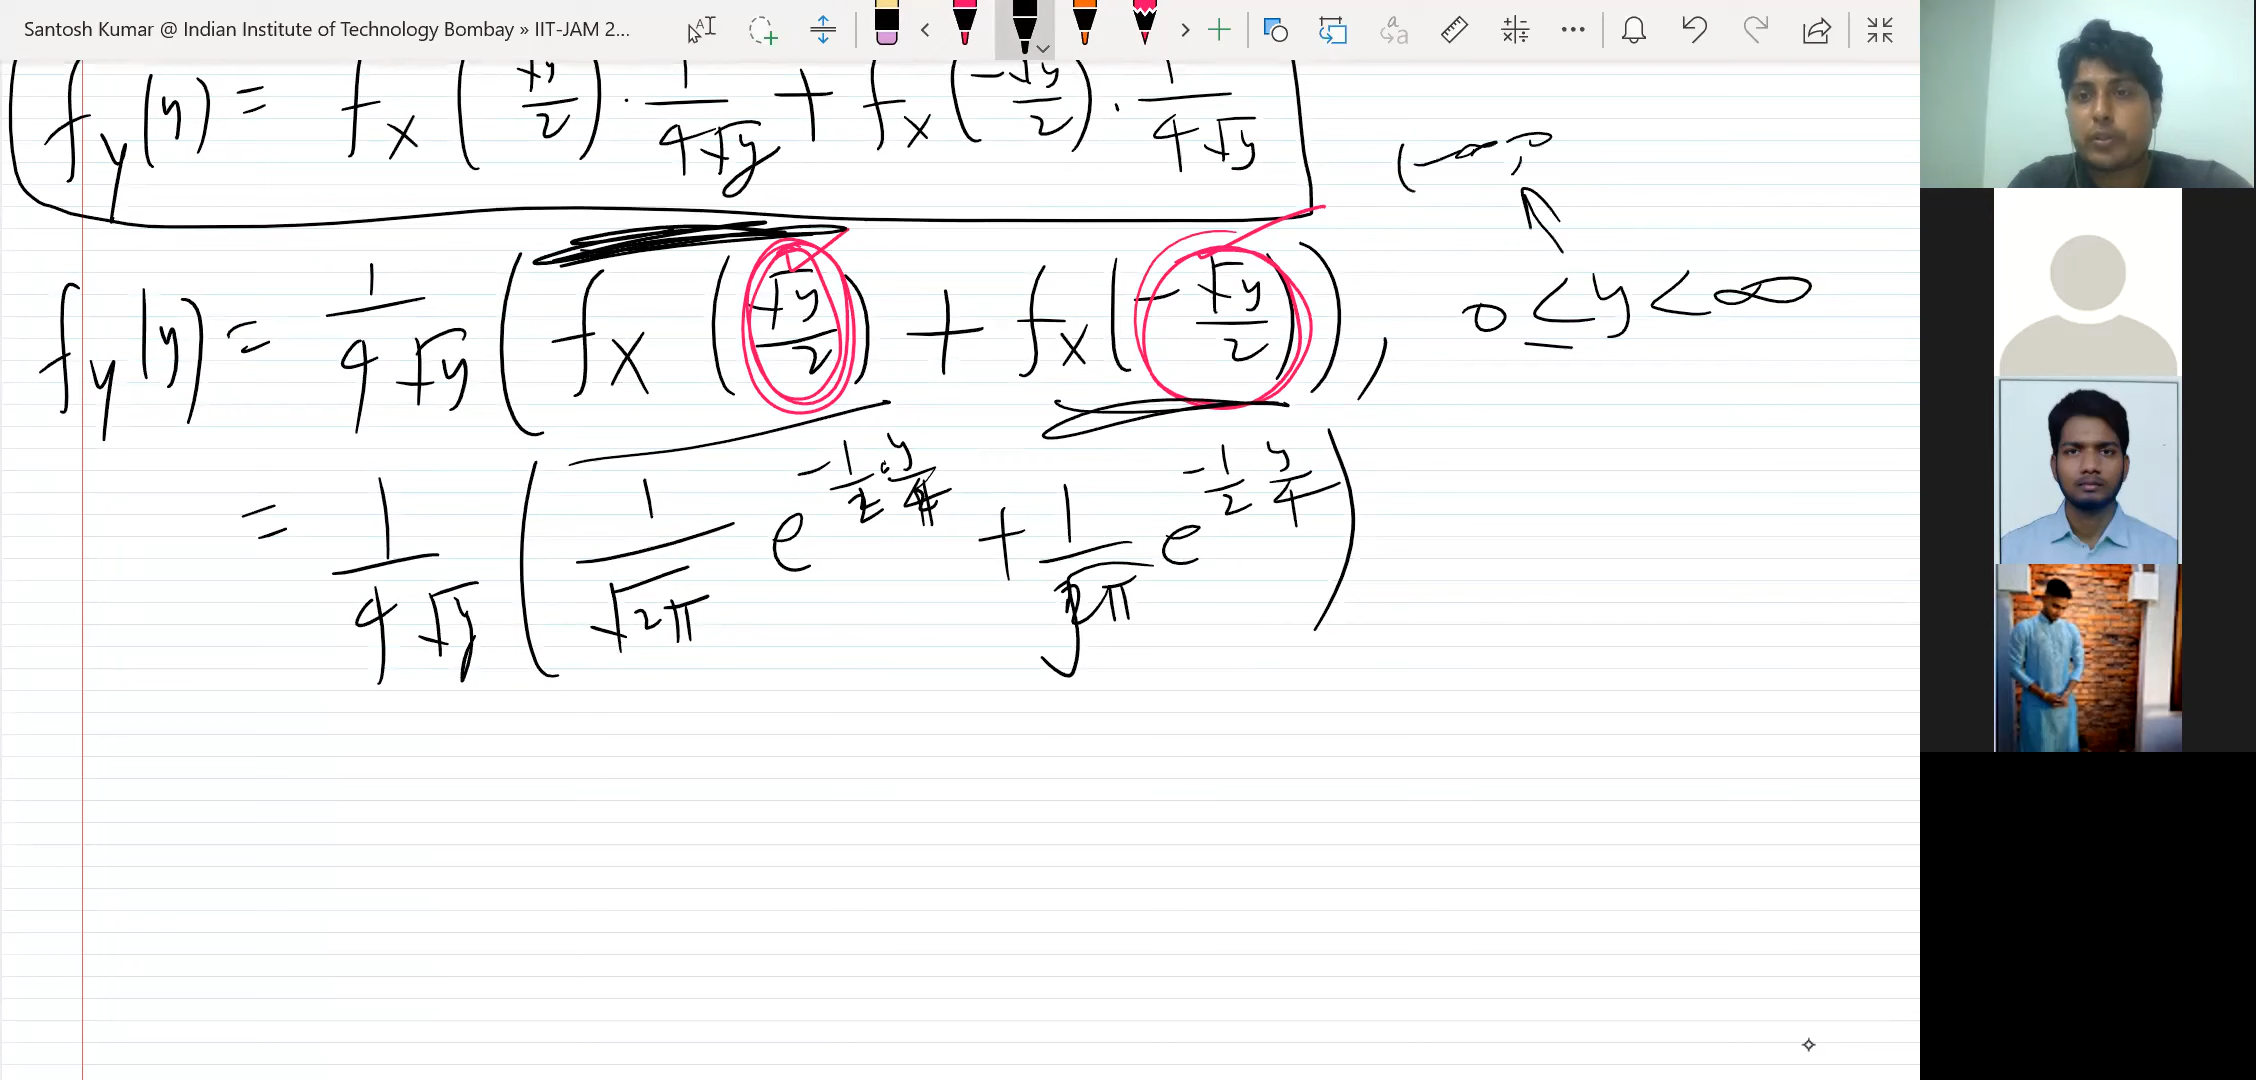 Santosh Kumar @ Indian Institute of Technology Bombay » IIT-JAM 2...
f_Y(y) = f_X(√y/2) · 1/(4√y) + f_X(-√y/2) · 1/(4√y)
f_Y(y) = 1/(4√y) (f_X(√y/2) + f_X(-√y/2)), 0 ≤ y < ∞
= 1/(4√y) (1/√(2π) e^(-1/2 · y/4) + 1/√(2π) e^(-1/2 y/4))